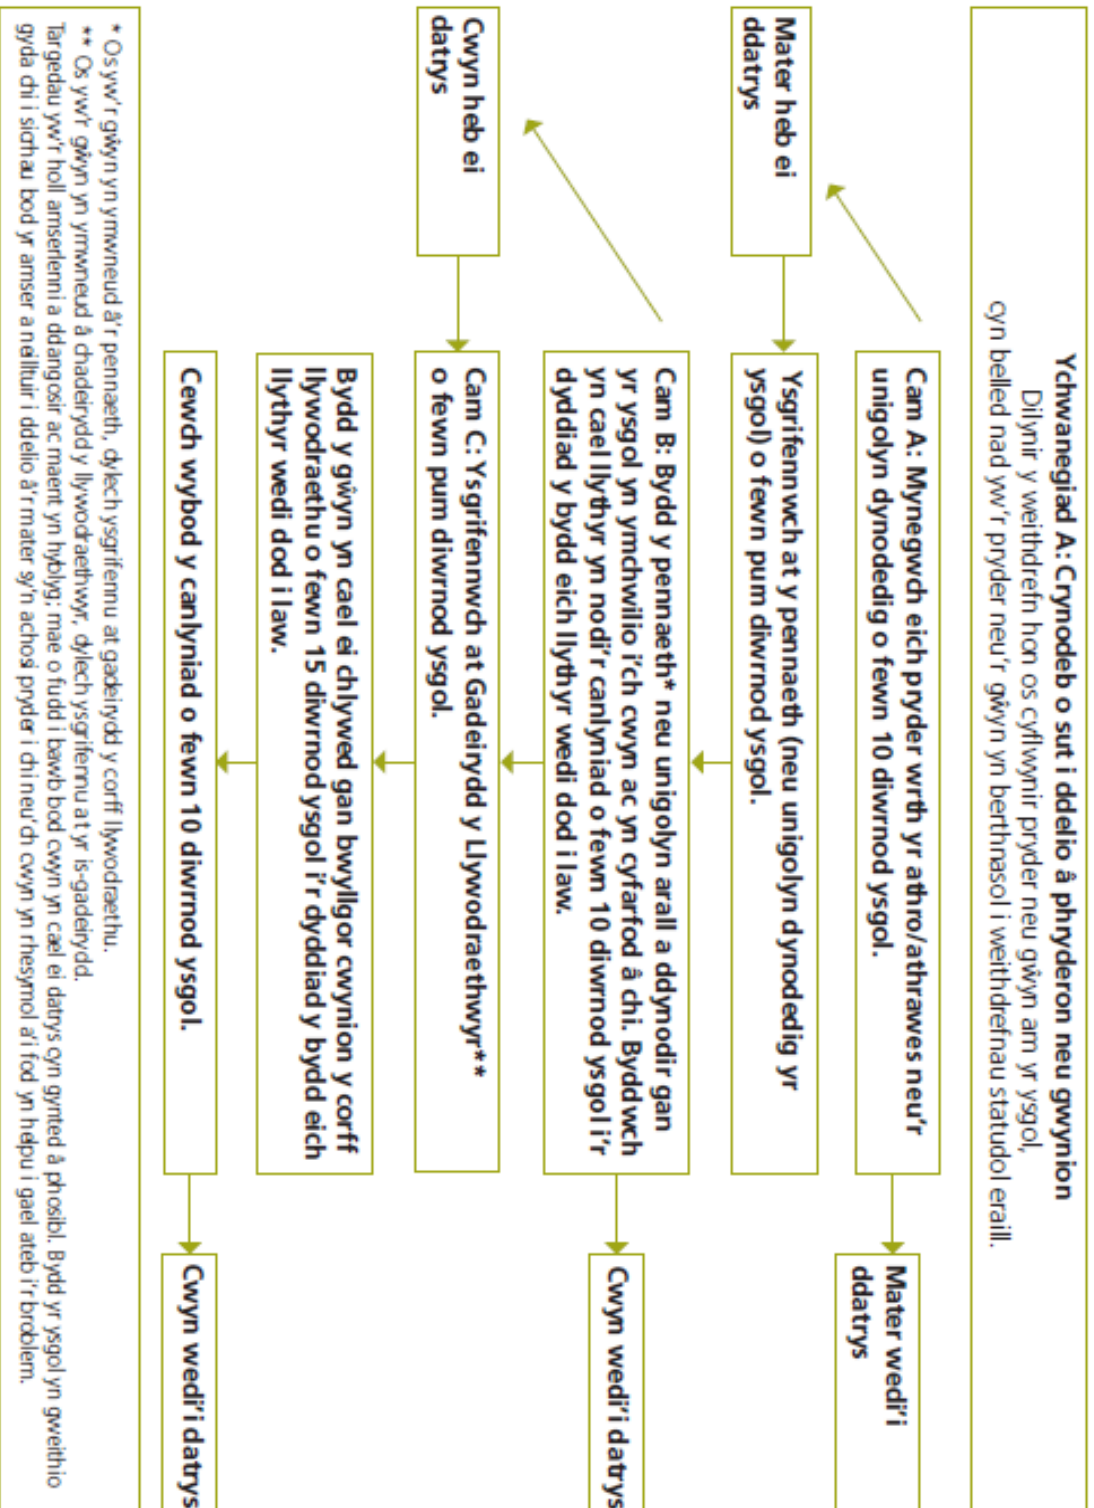 Ychwanegiad A: Crynodeb o sut i ddelio â phryderon neu gwynion
Dilynir y weithdrefn hon os cyflwynir pryder neu gŵyn am yr ysgol,
cyn belled nad yw'r pryder neu'r gŵyn yn berthnasol i weithdrefnau statudol eraill.
Cam A: Mynegwch eich pryder wrth yr athro/athrawes neu'r
unigolyn dynodedig o fewn 10 diwrnod ysgol.
Mater wedi'i
ddatrys
Mater heb ei
ddatrys
Ysgrifennwch at y pennaeth (neu unigolyn dynodedig yr
ysgol) o fewn pum diwrnod ysgol.
Cam B: Bydd y pennaeth* neu unigolyn arall a ddynodir gan
yr ysgol yn ymchwilio i'ch cwyn ac yn cyfarfod â chi. Byddwch
yn cael llythyr yn nodi'r canlyniad o fewn 10 diwrnod ysgol i'r
dyddiad y bydd eich llythyr wedi dod i law.
Cwyn wedi'i datrys
Cwyn heb ei
datrys
Cam C: Ysgrifennwch at Gadeirydd y Llywodraethwyr**
o fewn pum diwrnod ysgol.
Bydd y gŵyn yn cael ei chlywed gan bwyllgor cwynion y corff
llywodraethu o fewn 15 diwrnod ysgol i'r dyddiad y bydd eich
llythyr wedi dod i law.
Cewch wybod y canlyniad o fewn 10 diwrnod ysgol.
Cwyn wedi'i datrys
* Os yw'r gŵyn yn ymwneud â'r pennaeth, dylech ysgrifennu at gadeirydd y corff llywodraethu.
** Os yw'r gŵyn yn ymwneud â chadeirydd y llywodraethwyr, dylech ysgrifennu at yr is-gadeirydd.
Targedau yw'r holl amserlenni a ddangosir ac maent yn hyblyg; mae o fudd i bawb bod cwyn yn cael ei datrys cyn gynted â phosibl. Bydd yr ysgol yn gweithio
gyda chi i sicrhau bod yr amser a neilltuir i ddelio â'r mater sy'n achosi pryder i chi neu'ch cwyn yn rhesymol a'i fod yn helpu i gael ateb i'r broblem.